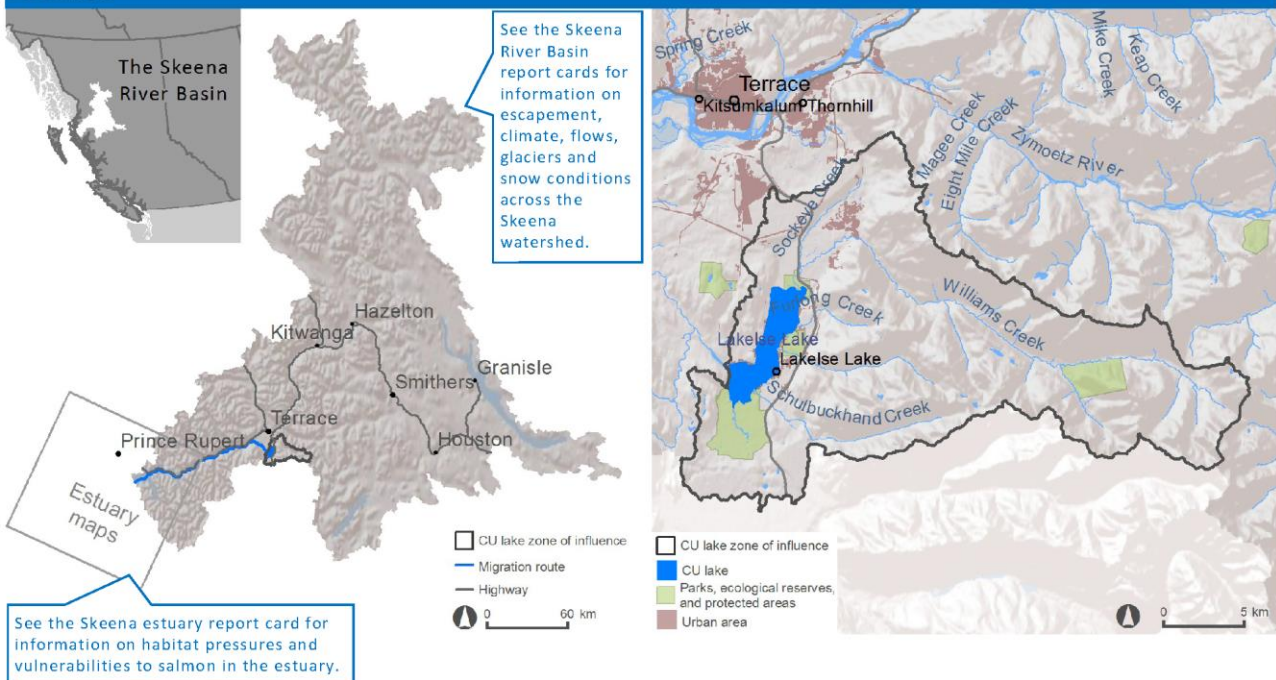 The Skeena
River Basin
See the Skeena
River Basin
report cards for
information on
escapement,
climate, flows,
glaciers and
snow conditions
across the
Skeena
watershed.
Hazelton
Kitwanga
Granisle
Smithers
Terrace
Prince Rupert
Houston
Estuary
maps
CU lake zone of influence
Migration route
Highway
0 60 km
See the Skeena estuary report card for
information on habitat pressures and
vulnerabilities to salmon in the estuary.
Spring Creek
Mike Creek
Keap Creek
Terrace
Kitsumkalum
Thornhill
Magee Creek
Eight Mile Creek
Zymoetz River
Sockeye Creek
Williams Creek
Furlong Creek
Lakelse Lake
Lakelse Lake
Schulbuckhand Creek
CU lake zone of influence
CU lake
Parks, ecological reserves,
and protected areas
Urban area
0 5 km